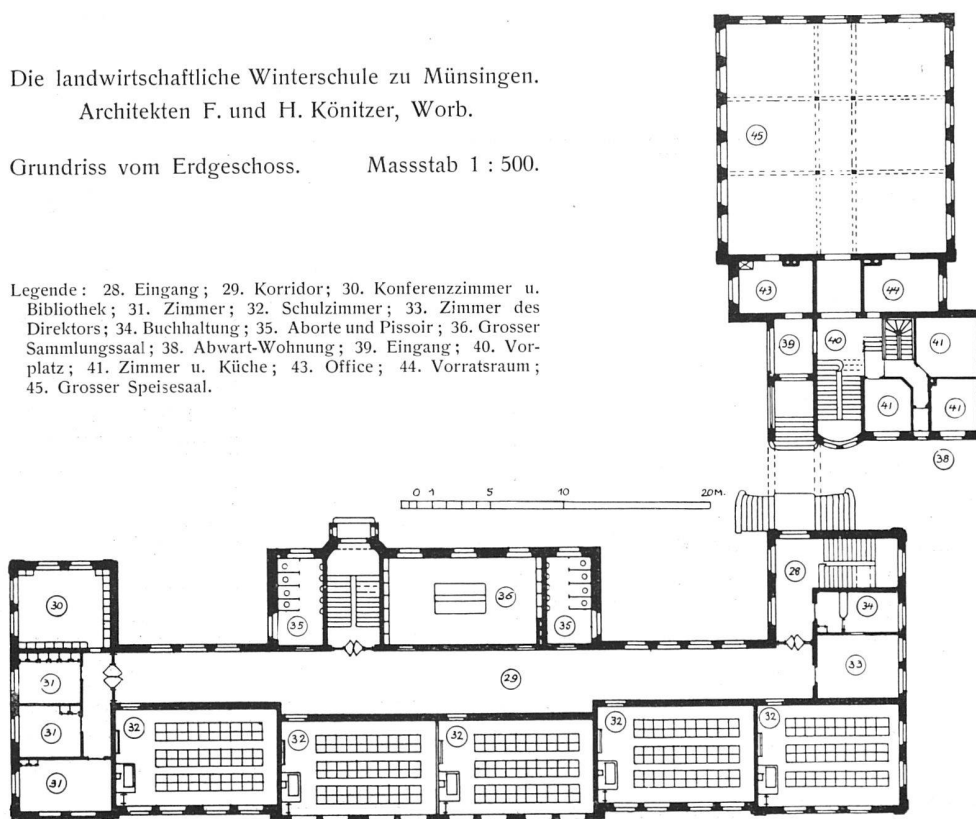 Die landwirtschaftliche Winterschule zu Münsingen.
Architekten F. und H. Könitzer, Worb.
Grundriss vom Erdgeschoss. Massstab 1 : 500.
Legende: 28. Eingang; 29. Korridor; 30. Konferenzzimmer u.
Bibliothek; 31. Zimmer; 32. Schulzimmer; 33. Zimmer des
Direktors; 34. Buchhaltung; 35. Aborte und Pissoir; 36. Grosser
Sammlungssaal; 38. Abwart-Wohnung; 39. Eingang; 40. Vor-
platz; 41. Zimmer u. Küche; 43. Office; 44. Vorratsraum;
45. Grosser Speisesaal.
45
43 44
39 40 41
41 41
38
0 1 5 10 20 M.
30 35 36 35 28 34
31 29 33
31 32 32 32 32 32
31